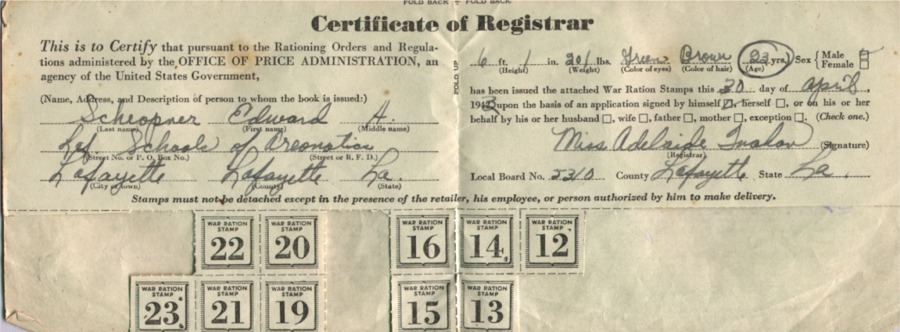 FOLD BACK - FOLD BACK
Certificate of Registrar
This is to Certify that pursuant to the Rationing Orders and Regula-
tions administered by the OFFICE OF PRICE ADMINISTRATION, an
agency of the United States Government,
(Name, Address, and Description of person to whom the book is issued:)
Scheopner Edward H.
(Last name) (First name) (Middle name)
Laf. Schools of Areonotics
(Street No. or P. O. Box No.) (Street or R. F. D.)
Lafayette Lafayette La.
(City or town) (County) (State)
FOLD UP
6 ft. 1 in. 201 lbs. Green Brown 23 yrs. Sex Male
Female
(Height) (Weight) (Color of eyes) (Color of hair) (Age)
has been issued the attached War Ration Stamps this 30 day of April,
1942, upon the basis of an application signed by himself, herself, or on his or her
behalf by his or her husband, wife, father, mother, exception. (Check one.)
Miss Adelaide (Signature)
(Registrar)
Local Board No. 5310 County Lafayette State La.
Stamps must not be detached except in the presence of the retailer, his employee, or person authorized by him to make delivery.
WAR RATION STAMP 22 WAR RATION STAMP 20 WAR RATION STAMP 16 WAR RATION STAMP 14 WAR RATION STAMP 12
WAR RATION STAMP 23 WAR RATION STAMP 21 WAR RATION STAMP 19 WAR RATION STAMP 15 WAR RATION STAMP 13